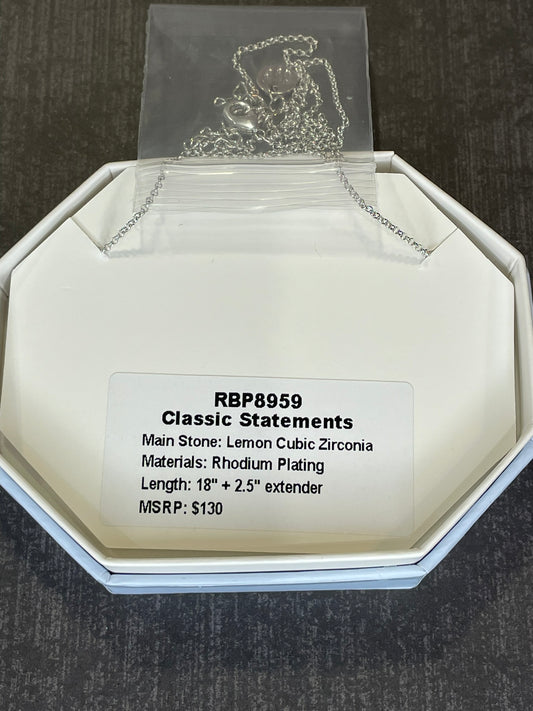 RBP8959
Classic Statements
Main Stone: Lemon Cubic Zirconia
Materials: Rhodium Plating
Length: 18" + 2.5" extender
MSRP: $130